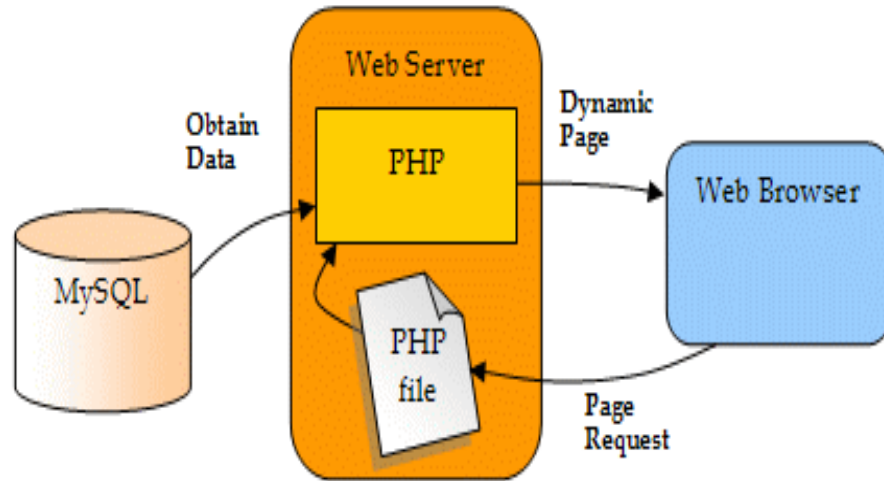 Web Server
Obtain
Data
PHP
Dynamic
Page
Web Browser
MySQL
PHP
file
Page
Request